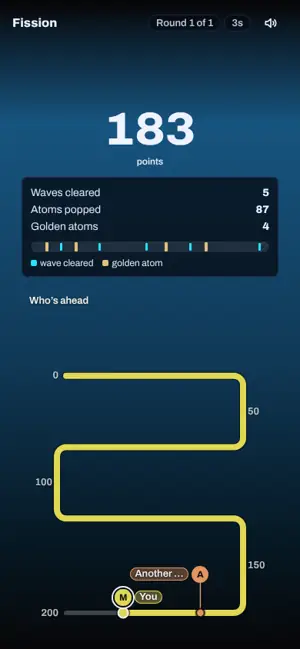 Fission
Round 1 of 1
3s
183
points
Waves cleared 5
Atoms popped 87
Golden atoms 4
wave cleared
golden atom
Who's ahead
0
50
100
150
Another ...
A
M
You
200